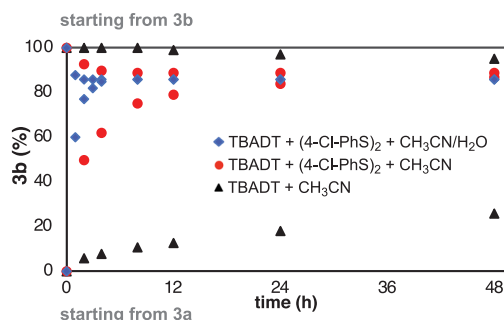 starting from 3b
100
80
60
40
20
0
3b (%)
TBADT + (4-Cl-PhS)₂ + CH₃CN/H₂O
TBADT + (4-Cl-PhS)₂ + CH₃CN
TBADT + CH₃CN
0 12 24 36 48
time (h)
starting from 3a